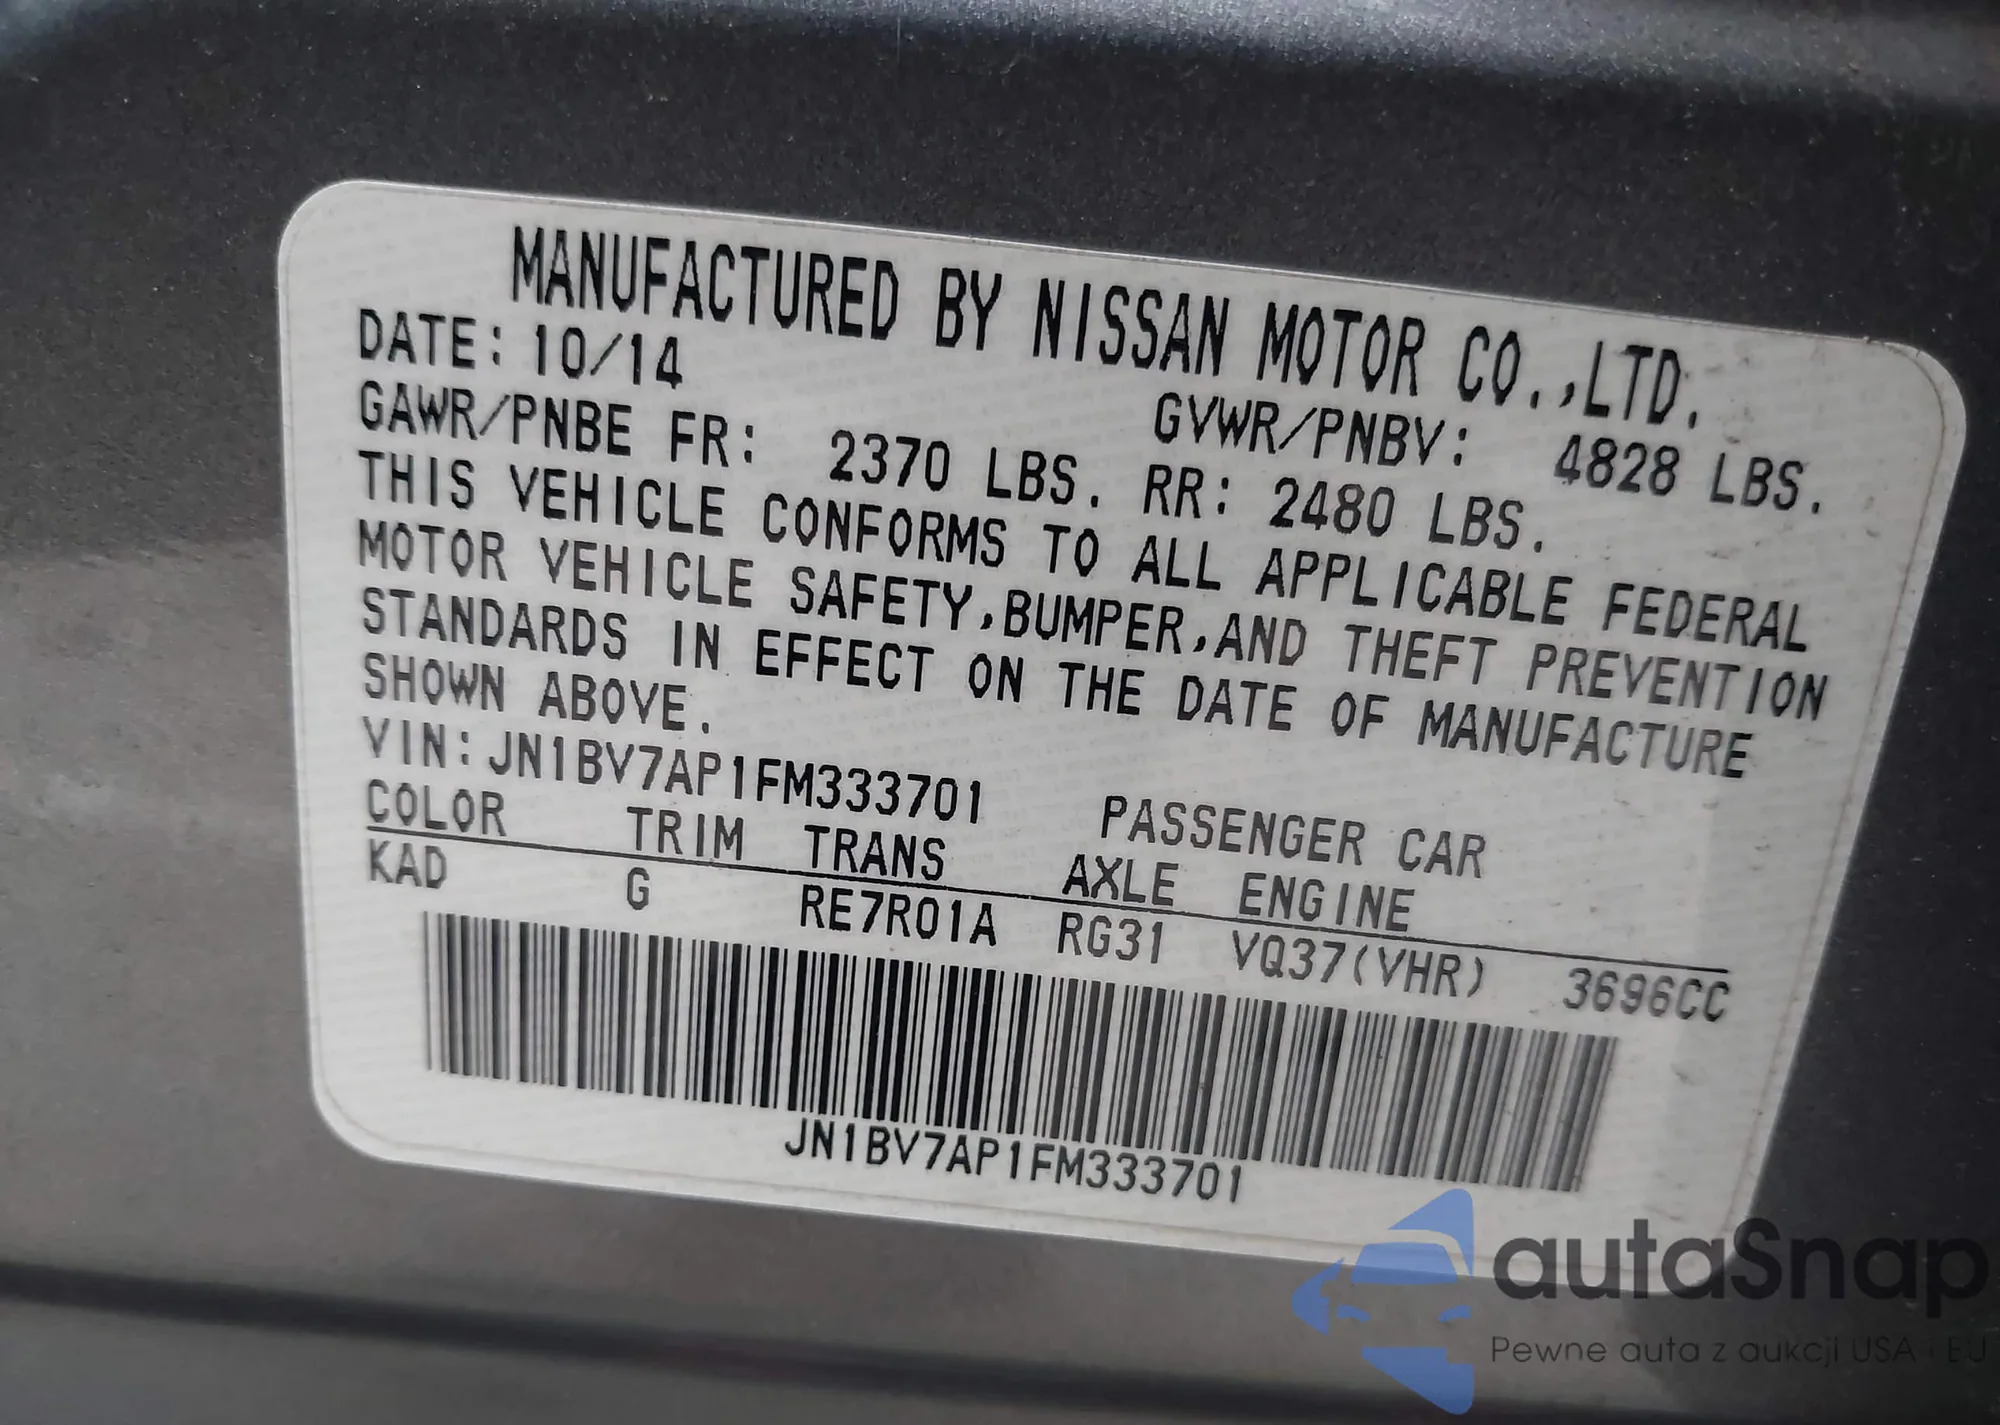 MANUFACTURED BY NISSAN MOTOR CO.,LTD.
DATE: 10/14 GVWR/PNBV: 4828 LBS.
GAWR/PNBE FR: 2370 LBS. RR: 2480 LBS.
THIS VEHICLE CONFORMS TO ALL APPLICABLE FEDERAL
MOTOR VEHICLE SAFETY,BUMPER,AND THEFT PREVENTION
STANDARDS IN EFFECT ON THE DATE OF MANUFACTURE
SHOWN ABOVE.
VIN:JN1BV7AP1FM333701 PASSENGER CAR
COLOR TRIM TRANS AXLE ENGINE
KAD G RE7R01A RG31 VQ37(VHR) 3696CC
JN1BV7AP1FM333701
autaSnap
Pewne auta z aukcji USA i EU